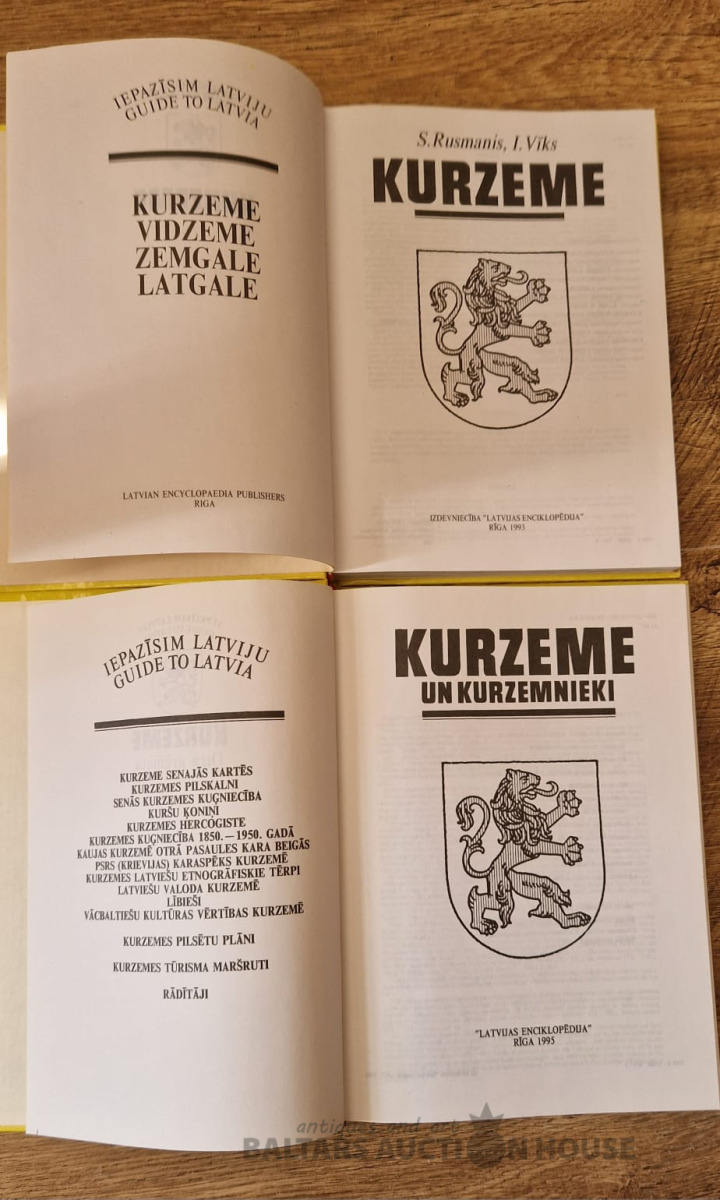 IEPAZĪSIM LATVIJU
GUIDE TO LATVIA
KURZEME
VIDZEME
ZEMGALE
LATGALE
LATVIAN ENCYCLOPAEDIA PUBLISHERS
RIGA
S.Rusmanis, I.Vīks
KURZEME
IZDEVNIECĪBA "LATVIJAS ENCIKLOPĒDIJA"
RĪGA 1993
IEPAZĪSIM LATVIJU
GUIDE TO LATVIA
KURZEME SENAJĀS KARTĒS
KURZEMES PILSKALNI
SENĀS KURZEMES KUĢNIECĪBA
KURŠU ĶONIŅI
KURZEMES HERCOGISTE
KURZEMES KUĢNIECĪBA 1850. — 1950. GADĀ
KAUJAS KURZEMĒ OTRĀ PASAULES KARA BEIGĀS
PSRS (KRIEVIJAS) KARASPĒKS KURZEMĒ
KURZEMES LATVIEŠU ETNOGRĀFISKIE TĒRPI
LATVIEŠU VALODA KURZEMĒ
LĪBIEŠI
VĀCBALTIEŠU KULTŪRAS VĒRTĪBAS KURZEMĒ
KURZEMES PILSĒTU PLĀNI
KURZEMES TŪRISMA MARŠRUTI
RĀDĪTĀJI
KURZEME
UN KURZEMNIEKI
"LATVIJAS ENCIKLOPĒDIJA"
RĪGA 1995
antiques and art
BALTARS AUCTION HOUSE